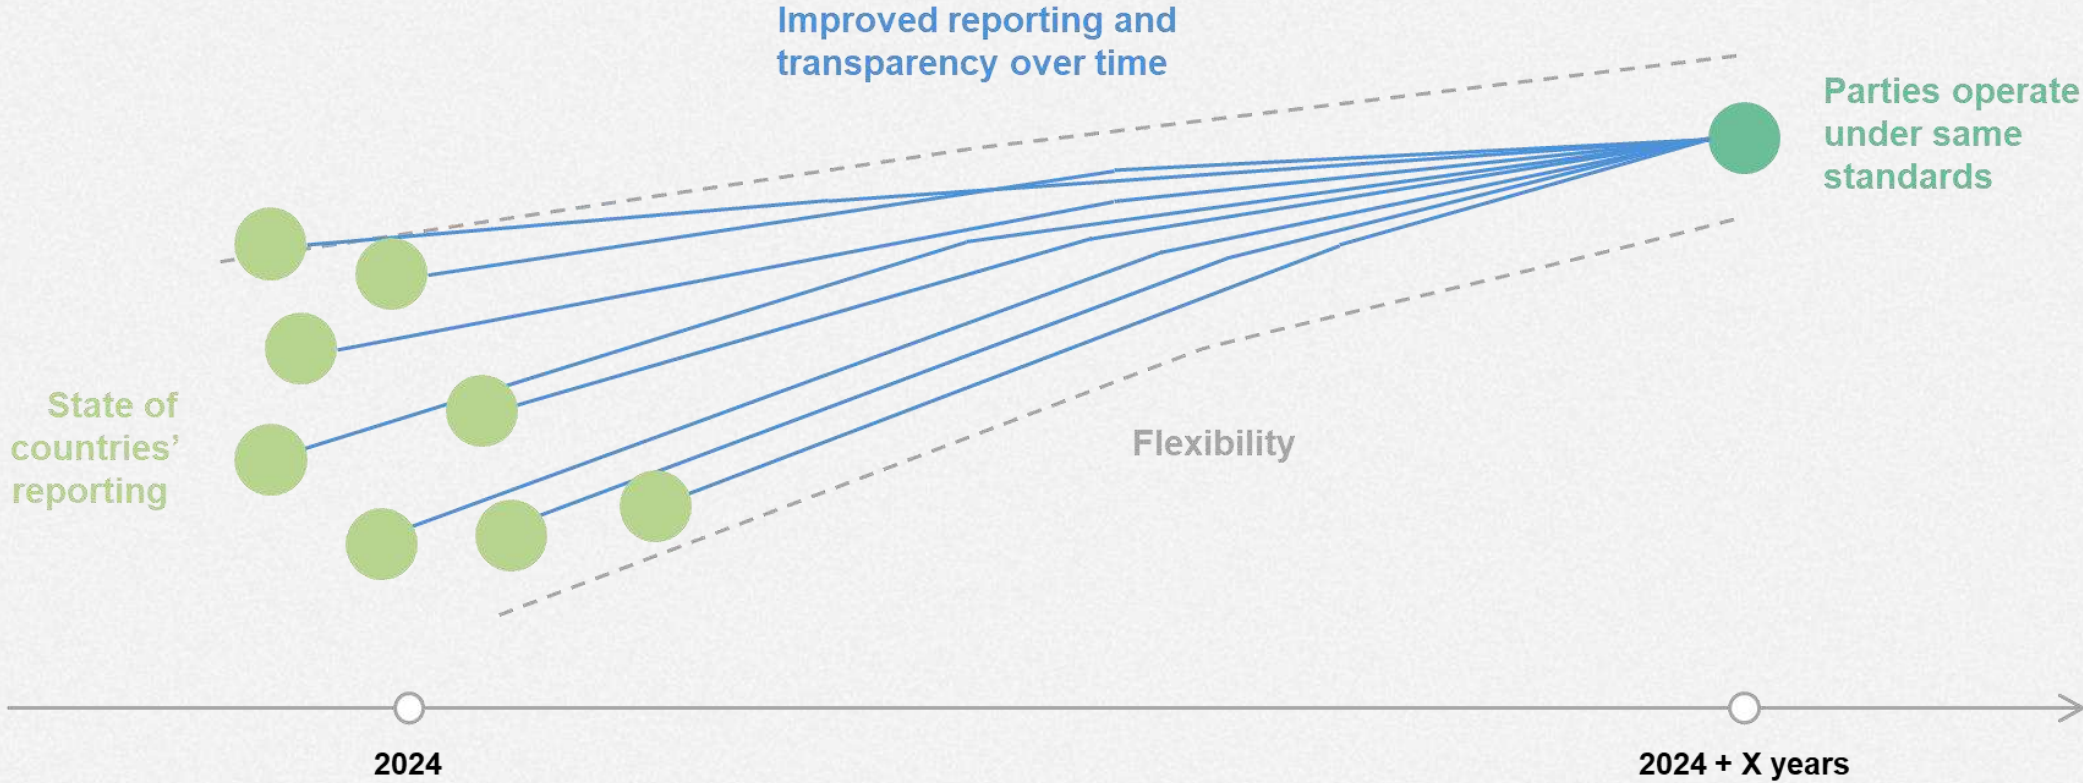 Improved reporting and
transparency over time
Parties operate
under same
standards
State of
countries’
reporting
Flexibility
2024
2024 + X years